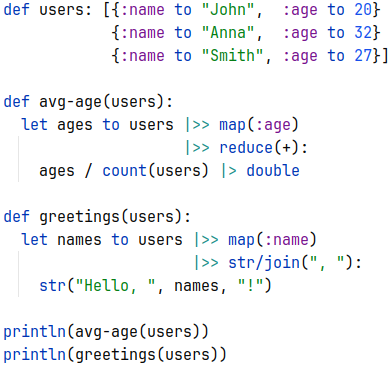 def users: [{:name to "John",  :age to 20}
            {:name to "Anna",  :age to 32}
            {:name to "Smith", :age to 27}]
def avg-age(users):
  let ages to users |>> map(:age)
                    |>> reduce(+):
    ages / count(users) |> double
def greetings(users):
  let names to users |>> map(:name)
                     |>> str/join(", "):
    str("Hello, ", names, "!")
println(avg-age(users))
println(greetings(users))